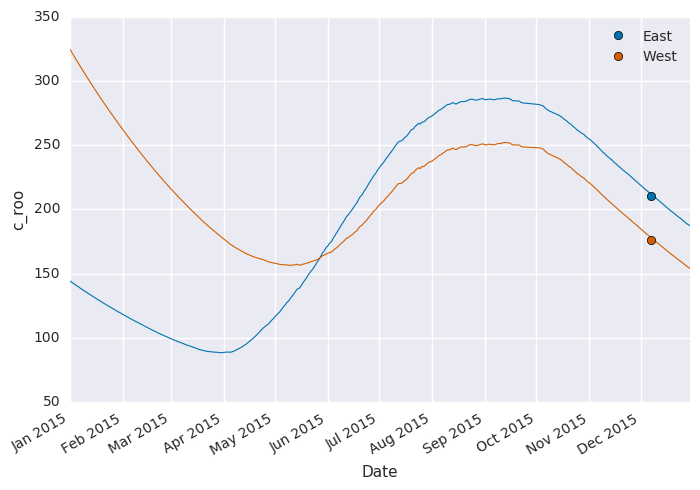 350
300
250
200
150
100
50
c_roo
East
West
Jan 2015
Feb 2015
Mar 2015
Apr 2015
May 2015
Jun 2015
Jul 2015
Aug 2015
Sep 2015
Oct 2015
Nov 2015
Dec 2015
Date